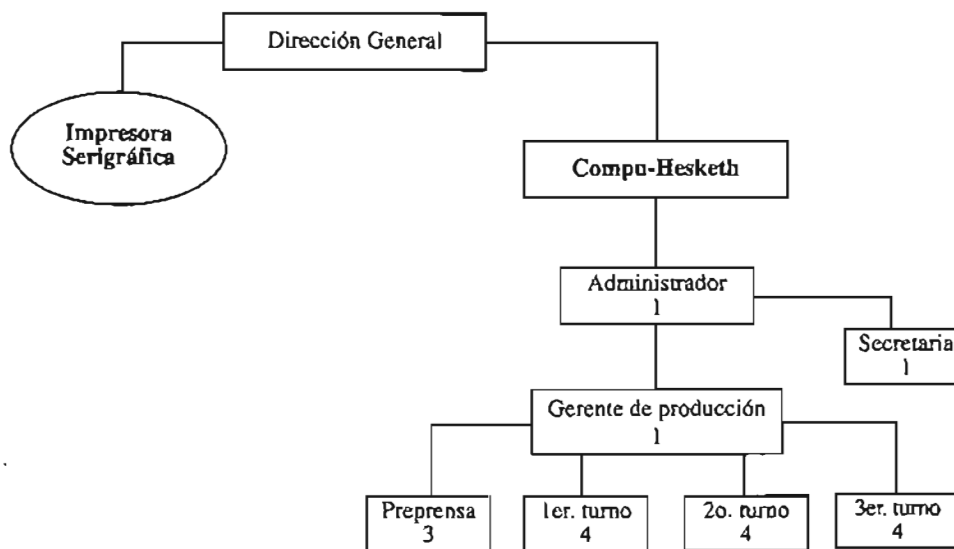 Dirección General
Impresora
Serigráfica
Compu-Hesketh
Administrador
1
Secretaria
1
Gerente de producción
1
Preprensa
3
1er. turno
4
2o. turno
4
3er. turno
4